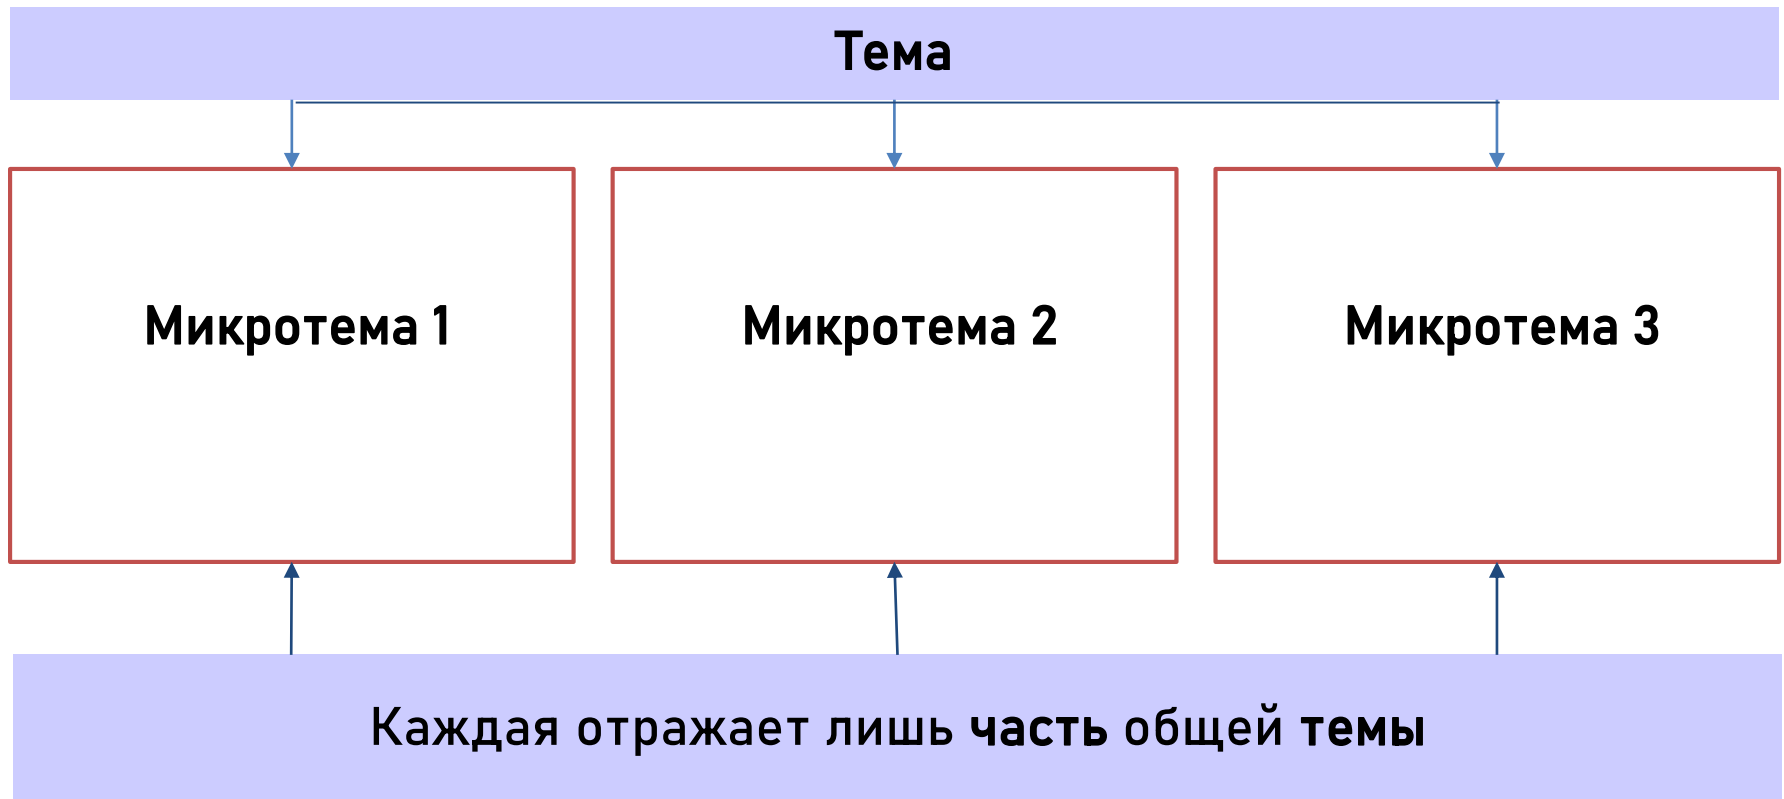 Тема
Микротема 1
Микротема 2
Микротема 3
Каждая отражает лишь часть общей темы